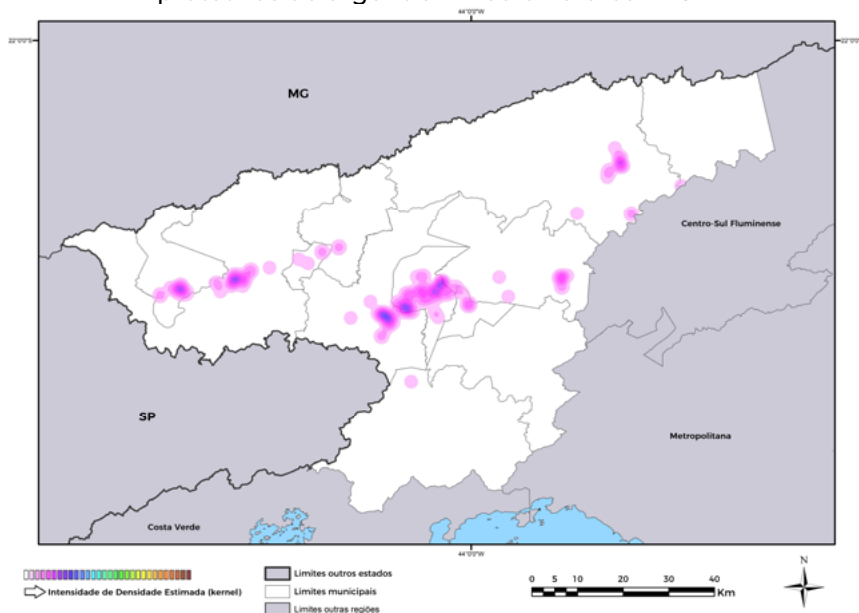 44°0'0"W
22°0'0"S
22°0'0"S
MG
Centro-Sul Fluminense
SP
Metropolitana
Costa Verde
44°0'0"W
Intensidade de Densidade Estimada (kernel)
Limites outros estados
Limites municipais
Limites outras regiões
0 5 10 20 30 40
Km
N